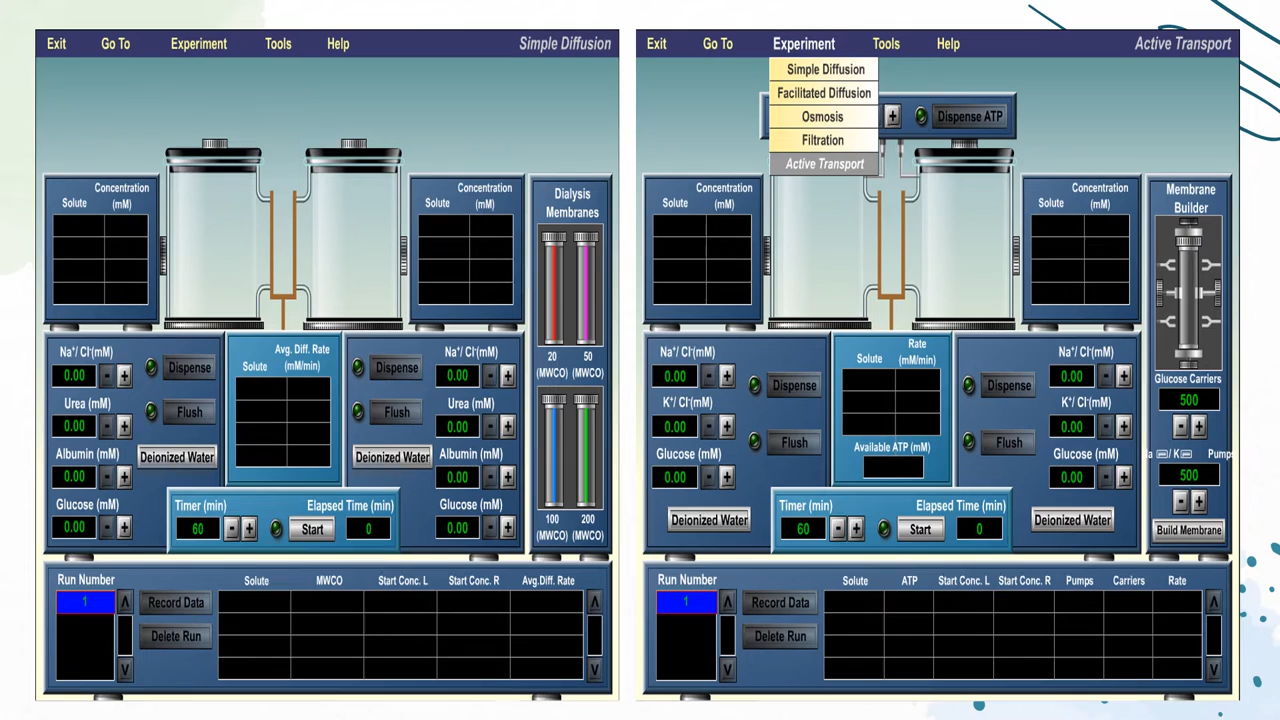 Exit Go To Experiment Tools Help Simple Diffusion
Concentration
(mM)
Solute
Concentration
(mM)
Solute
Dialysis
Membranes
20 50
(MWCO) (MWCO)
100 200
(MWCO) (MWCO)
Na⁺/ Cl⁻(mM)
0.00 - +
Urea (mM)
0.00 - +
Albumin (mM)
0.00 - +
Glucose (mM)
0.00 - +
Dispense
Flush
Deionized Water
Avg. Diff. Rate
Solute (mM/min)
Dispense
Flush
Deionized Water
Na⁺/ Cl⁻(mM)
0.00 - +
Urea (mM)
0.00 - +
Albumin (mM)
0.00 - +
Glucose (mM)
0.00 - +
Timer (min) Elapsed Time (min)
60 - + Start 0
Run Number Solute MWCO Start Conc. L Start Conc. R Avg.Diff. Rate
1 Record Data
Delete Run
Exit Go To Experiment Tools Help Active Transport
Simple Diffusion
Facilitated Diffusion
Osmosis
Filtration
Active Transport
+ Dispense ATP
Concentration
Solute (mM)
Concentration
Solute (mM)
Membrane
Builder
Glucose Carriers
500
- +
/ K Pumps
500
- +
Build Membrane
Na⁺/ Cl⁻(mM)
0.00 - +
K⁺/ Cl⁻(mM)
0.00 - +
Glucose (mM)
0.00 - +
Deionized Water
Dispense
Flush
Rate
Solute (mM/min)
Available ATP (mM)
Dispense
Flush
Na⁺/ Cl⁻(mM)
0.00 - +
K⁺/ Cl⁻(mM)
0.00 - +
Glucose (mM)
0.00 - +
Deionized Water
Timer (min) Elapsed Time (min)
60 - + Start 0
Run Number Solute ATP Start Conc. L Start Conc. R Pumps Carriers Rate
1 Record Data
Delete Run